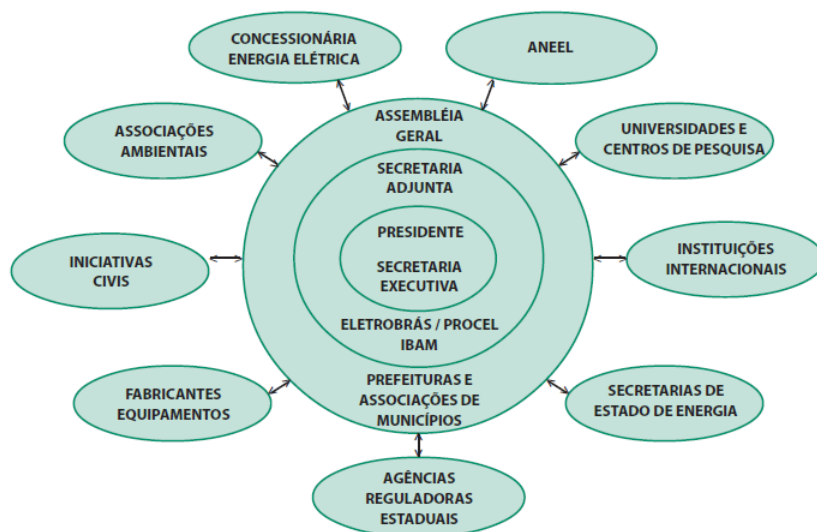 CONCESSIONÁRIA
ENERGIA ELÉTRICA
ANEEL
ASSOCIAÇÕES
AMBIENTAIS
ASSEMBLÉIA
GERAL
UNIVERSIDADES E
CENTROS DE PESQUISA
SECRETARIA
ADJUNTA
PRESIDENTE
SECRETARIA
EXECUTIVA
INICIATIVAS
CIVIS
INSTITUIÇÕES
INTERNACIONAIS
ELETROBRÁS / PROCEL
IBAM
PREFEITURAS E
ASSOCIAÇÕES DE
MUNICÍPIOS
FABRICANTES
EQUIPAMENTOS
SECRETARIAS DE
ESTADO DE ENERGIA
AGÊNCIAS
REGULADORAS
ESTADUAIS